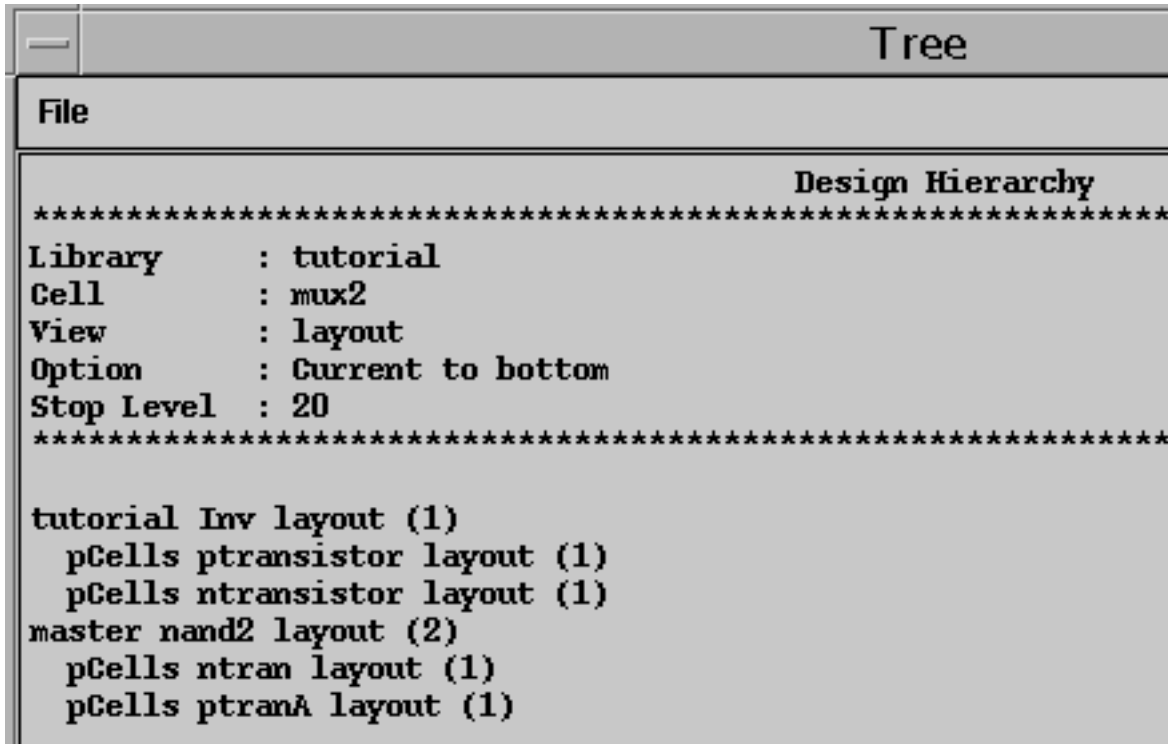 Tree
File
Design Hierarchy
*************************************************************
Library : tutorial
Cell : mux2
View : layout
Option : Current to bottom
Stop Level : 20
*************************************************************
tutorial Inv layout (1)
pCells ptransistor layout (1)
pCells ntransistor layout (1)
master nand2 layout (2)
pCells ntran layout (1)
pCells ptranA layout (1)